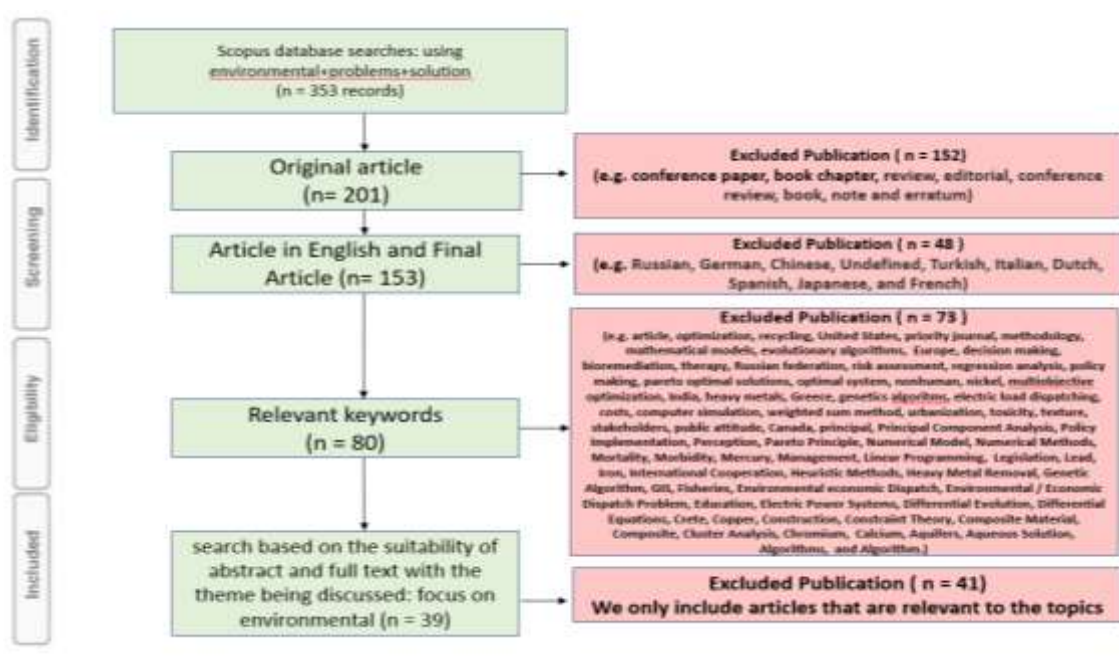 Identification
Scopus database searches: using
environmental+problems+solution
(n = 353 records)
Original article
(n= 201)
Excluded Publication ( n = 152)
(e.g. conference paper, book chapter, review, editorial, conference
review, book, note and erratum)
Screening
Article in English and Final
Article (n= 153)
Excluded Publication ( n = 48 )
(e.g. Russian, German, Chinese, Undefined, Turkish, Italian, Dutch,
Spanish, Japanese, and French)
Eligibility
Relevant keywords
(n = 80)
Excluded Publication ( n = 73 )
(e.g. article, optimization, recycling, United States, priority journal, methodology,
mathematical models, evolutionary algorithms, Europe, decision making,
bioremediation, therapy, Russian federation, risk assessment, regression analysis, policy
making, pareto optimal solutions, optimal system, nonhuman, nickel, multiobjective
optimization, India, heavy metals, Greece, genetics algoritms, electric load dispatching,
costs, computer simulation, weighted sum method, urbanization, toxicity, texture,
stakeholders, public attitude, Canada, principal, Principal Component Analysis, Policy
Implementation, Perception, Pareto Principle, Numerical Model, Numerical Methods,
Mortality, Morbidity, Mercury, Management, Linear Programming, Legislation, Lead,
Iron, International Cooperation, Heuristic Methods, Heavy Metal Removal, Genetic
Algorithm, GIS, Fisheries, Environmental economic Dispatch, Environmental / Economic
Dispatch Problem, Education, Electric Power Systems, Differential Evolution, Differential
Equations, Crete, Copper, Construction, Constraint Theory, Composite Material,
Composite, Cluster Analysis, Chromium, Calcium, Aquifers, Aqueous Solution,
Algorithms, and Algorithm.)
Included
search based on the suitability of
abstract and full text with the
theme being discussed: focus on
environmental (n = 39)
Excluded Publication ( n = 41)
We only include articles that are relevant to the topics